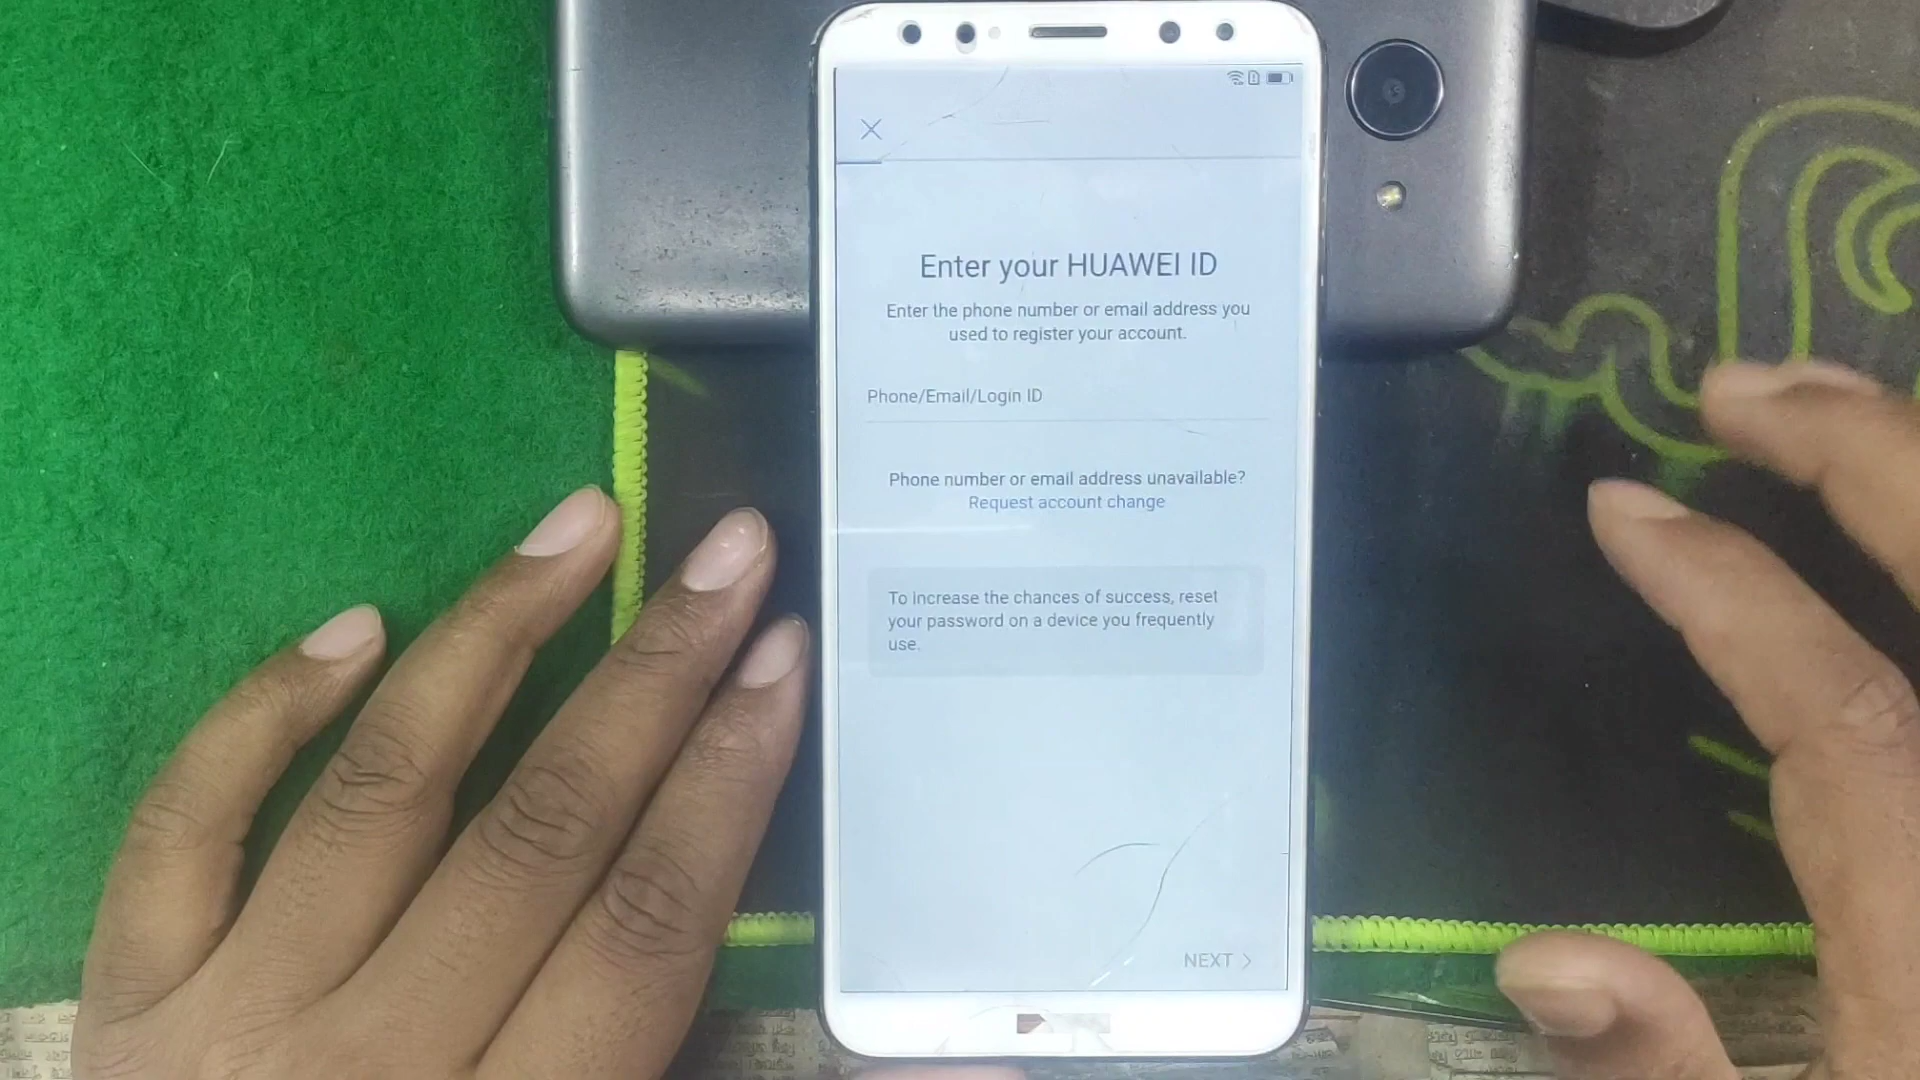 Enter your HUAWEI ID
Enter the phone number or email address you
used to register your account.
Phone/Email/Login ID
Phone number or email address unavailable?
Request account change
To increase the chances of success, reset
your password on a device you frequently
use.
NEXT